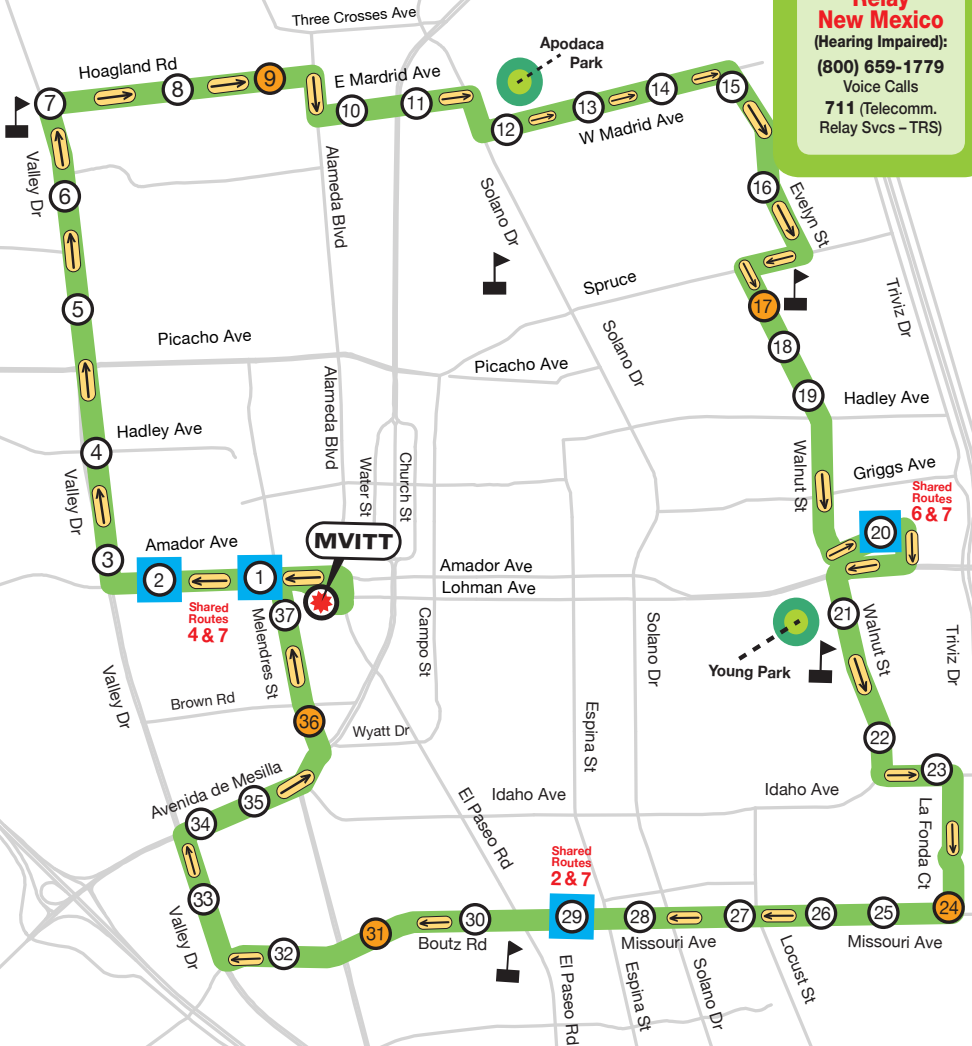 Three Crosses Ave
Relay
New Mexico
(Hearing Impaired):
(800) 659-1779
Voice Calls
711 (Telecomm.
Relay Svcs – TRS)
Apodaca
Park
Hoagland Rd
E Mardrid Ave
W Madrid Ave
7
8
9
10
11
12
13
14
15
Valley Dr
6
Alameda Blvd
Solano Dr
16
Evelyn St
5
Spruce
17
Triviz Dr
Picacho Ave
Picacho Ave
Solano Dr
18
Alameda Blvd
19
Hadley Ave
Hadley Ave
4
Valley Dr
Water St
Church St
Walnut St
Griggs Ave
Shared
Routes
6 & 7
20
MVITT
3
Amador Ave
2
1
Amador Ave
Lohman Ave
Shared
Routes
4 & 7
37
Melendres St
Campo St
Solano Dr
21
Walnut St
Triviz Dr
Young Park
Valley Dr
Brown Rd
36
Wyatt Dr
Espina St
22
23
Avenida de Mesilla
35
34
El Paseo Rd
Idaho Ave
Idaho Ave
La Fonda Ct
Shared
Routes
2 & 7
33
Valley Dr
32
31
30
29
28
27
26
25
24
Boutz Rd
Missouri Ave
Missouri Ave
El Paseo Rd
Espina St
Solano Dr
Locust St